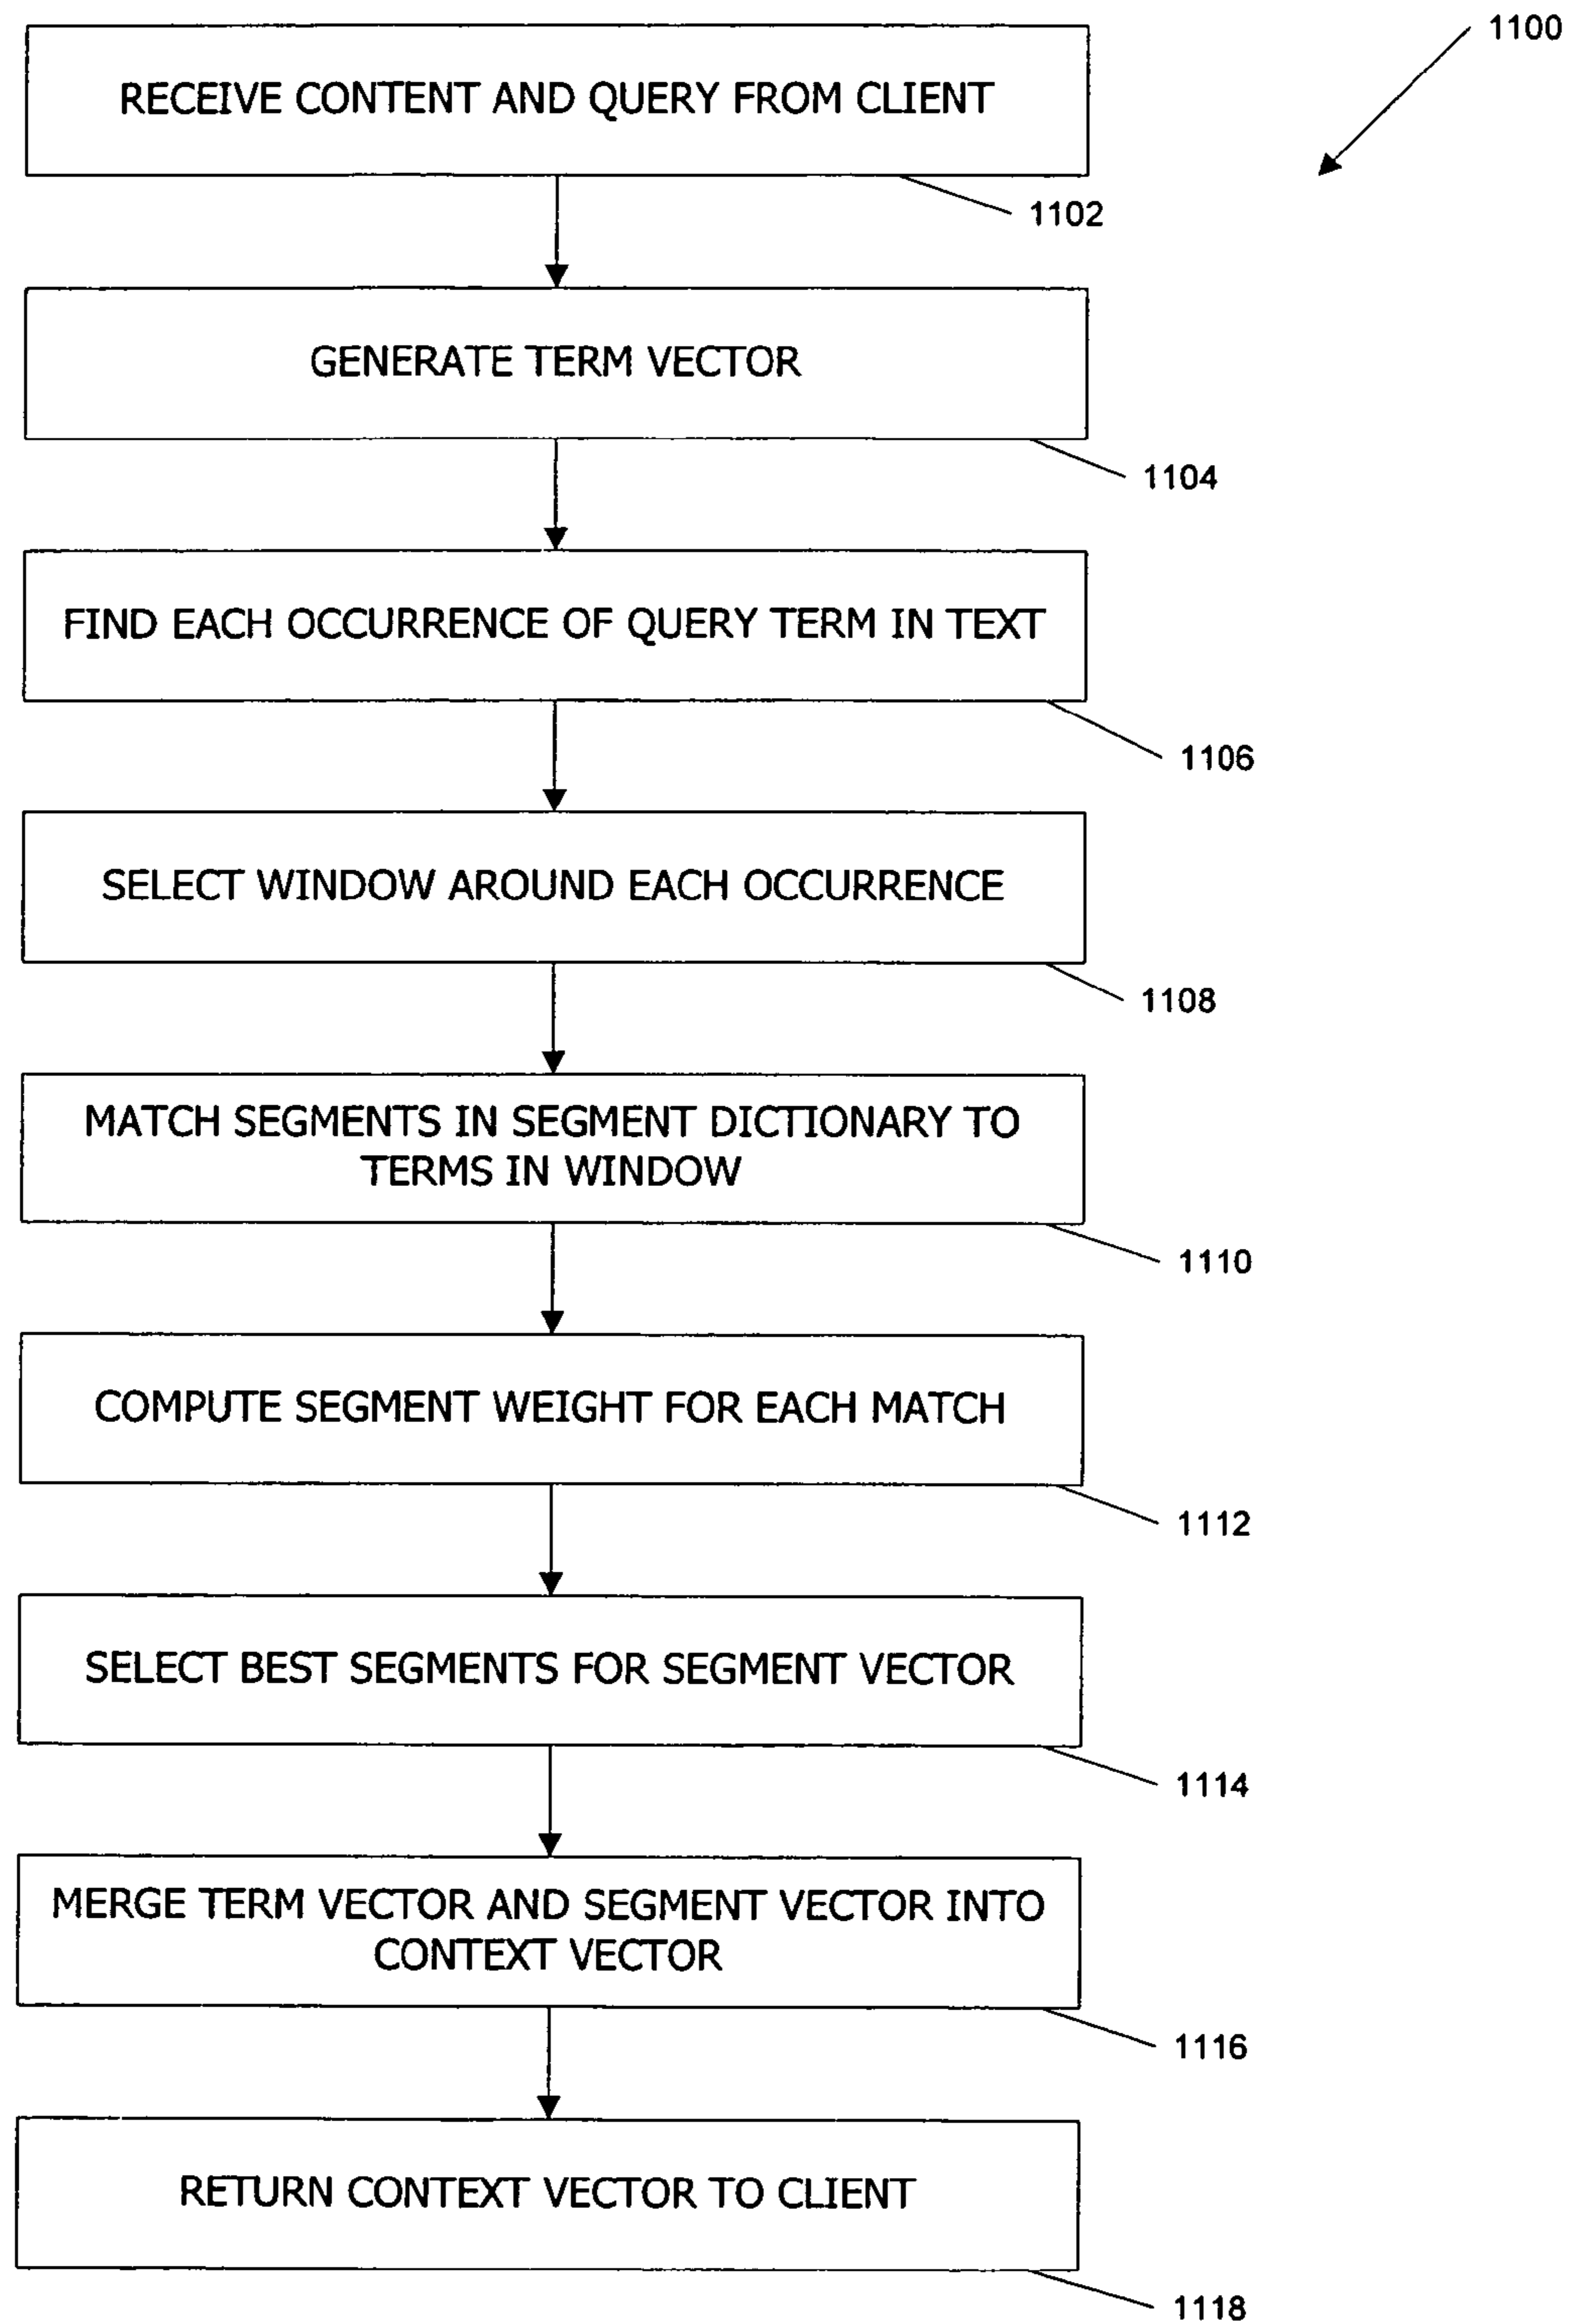 1100
RECEIVE CONTENT AND QUERY FROM CLIENT
1102
GENERATE TERM VECTOR
1104
FIND EACH OCCURRENCE OF QUERY TERM IN TEXT
1106
SELECT WINDOW AROUND EACH OCCURRENCE
1108
MATCH SEGMENTS IN SEGMENT DICTIONARY TO
TERMS IN WINDOW
1110
COMPUTE SEGMENT WEIGHT FOR EACH MATCH
1112
SELECT BEST SEGMENTS FOR SEGMENT VECTOR
1114
MERGE TERM VECTOR AND SEGMENT VECTOR INTO
CONTEXT VECTOR
1116
RETURN CONTEXT VECTOR TO CLIENT
1118